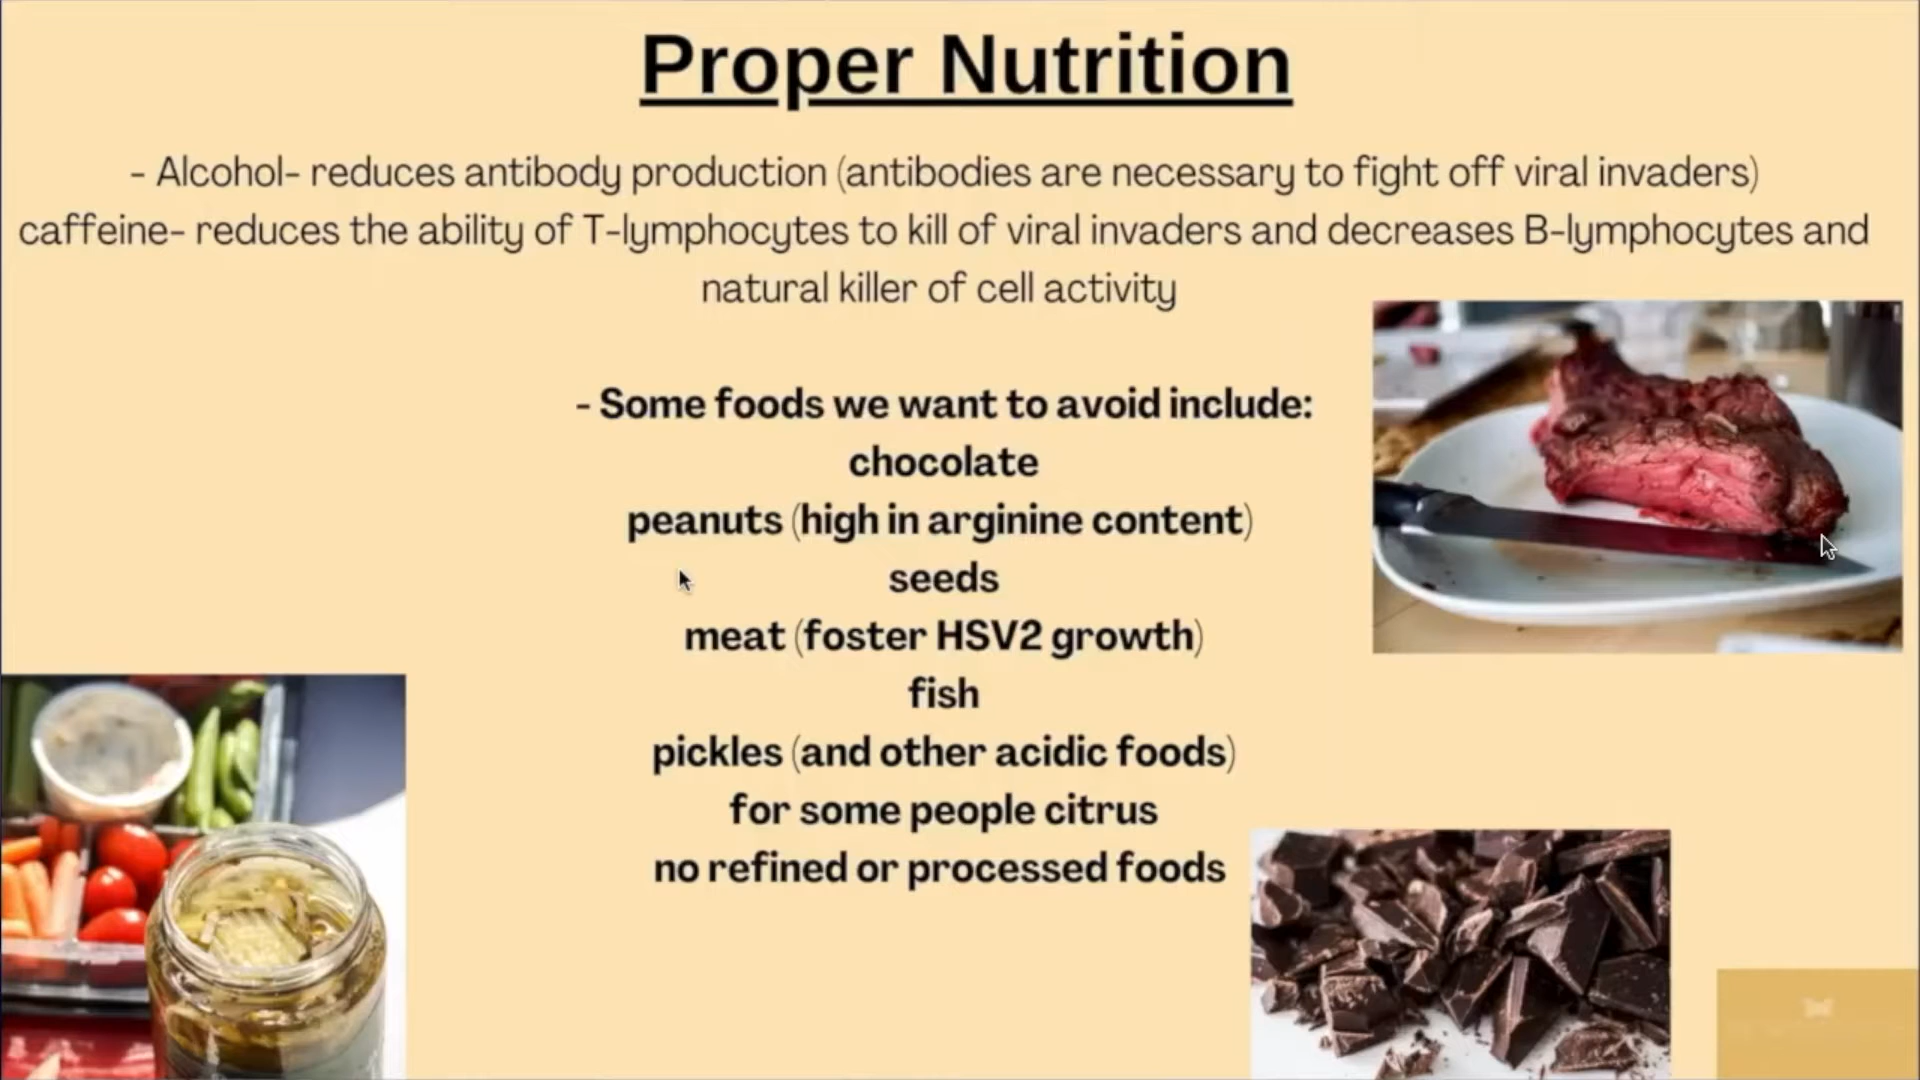 Proper Nutrition
- Alcohol- reduces antibody production (antibodies are necessary to fight off viral invaders)
caffeine- reduces the ability of T-lymphocytes to kill of viral invaders and decreases B-lymphocytes and
natural killer of cell activity
- Some foods we want to avoid include:
chocolate
peanuts (high in arginine content)
seeds
meat (foster HSV2 growth)
fish
pickles (and other acidic foods)
for some people citrus
no refined or processed foods